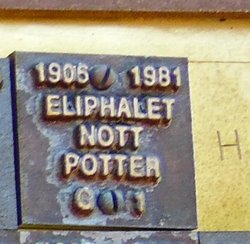 1906 1981
ELIPHALET
NOTT
POTTER
H